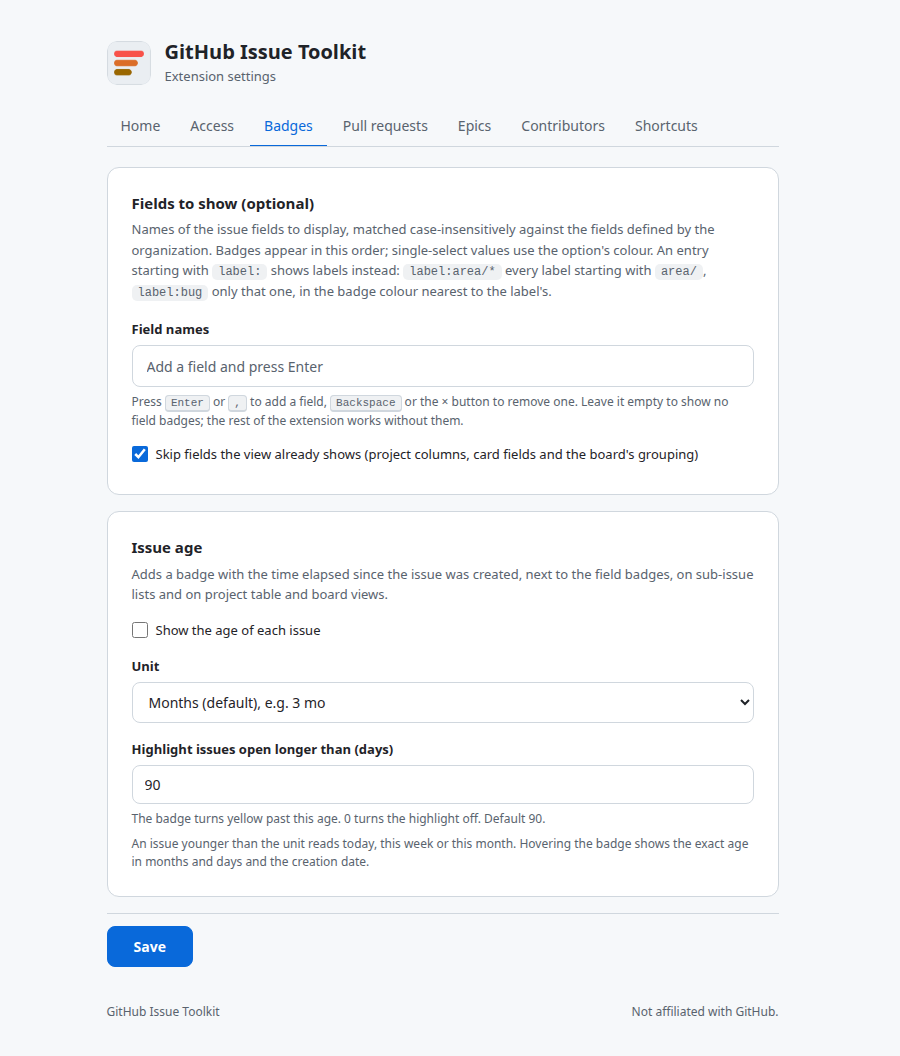 GitHub Issue Toolkit
Extension settings
Home Access Badges Pull requests Epics Contributors Shortcuts
Fields to show (optional)
Names of the issue fields to display, matched case-insensitively against the fields defined by the
organization. Badges appear in this order; single-select values use the option's colour. An entry
starting with label: shows labels instead: label:area/* every label starting with area/ ,
label:bug only that one, in the badge colour nearest to the label's.
Field names
Add a field and press Enter
Press Enter or , to add a field, Backspace or the × button to remove one. Leave it empty to show no
field badges; the rest of the extension works without them.
Skip fields the view already shows (project columns, card fields and the board's grouping)
Issue age
Adds a badge with the time elapsed since the issue was created, next to the field badges, on sub-issue
lists and on project table and board views.
Show the age of each issue
Unit
Months (default), e.g. 3 mo
Highlight issues open longer than (days)
90
The badge turns yellow past this age. 0 turns the highlight off. Default 90.
An issue younger than the unit reads today, this week or this month. Hovering the badge shows the exact age
in months and days and the creation date.
Save
GitHub Issue Toolkit Not affiliated with GitHub.